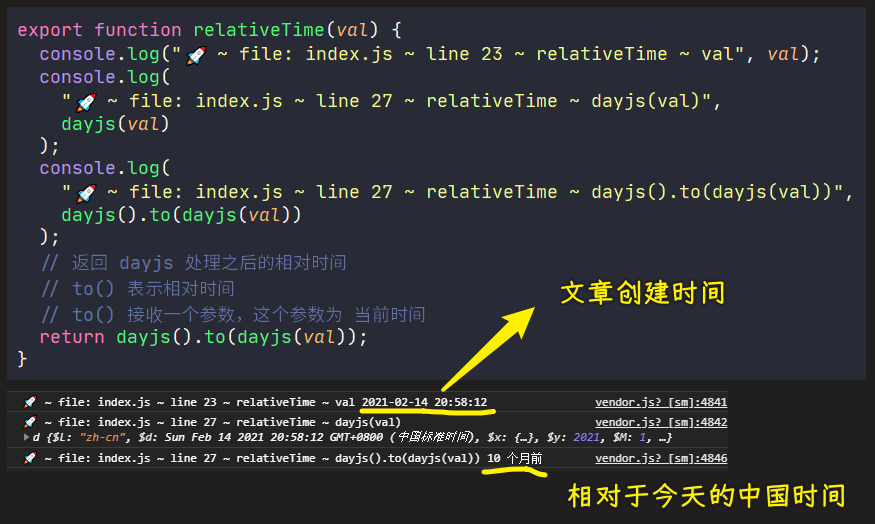 export function relativeTime(val) {
console.log("🚀 ~ file: index.js ~ line 23 ~ relativeTime ~ val", val);
console.log(
"🚀 ~ file: index.js ~ line 27 ~ relativeTime ~ dayjs(val)",
dayjs(val)
);
console.log(
"🚀 ~ file: index.js ~ line 27 ~ relativeTime ~ dayjs().to(dayjs(val))",
dayjs().to(dayjs(val))
);
// 返回 dayjs 处理之后的相对时间
// to() 表示相对时间
// to() 接收一个参数，这个参数为 当前时间
return dayjs().to(dayjs(val));
}
文章创建时间
🚀 ~ file: index.js ~ line 23 ~ relativeTime ~ val 2021-02-14 20:58:12 vendor.js? [sm]:4841
🚀 ~ file: index.js ~ line 27 ~ relativeTime ~ dayjs(val) vendor.js? [sm]:4842
d {$L: "zh-cn", $d: Sun Feb 14 2021 20:58:12 GMT+0800 (中国标准时间), $x: {…}, $y: 2021, $M: 1, …}
🚀 ~ file: index.js ~ line 27 ~ relativeTime ~ dayjs().to(dayjs(val)) 10 个月前 vendor.js? [sm]:4846
相对于今天的中国时间